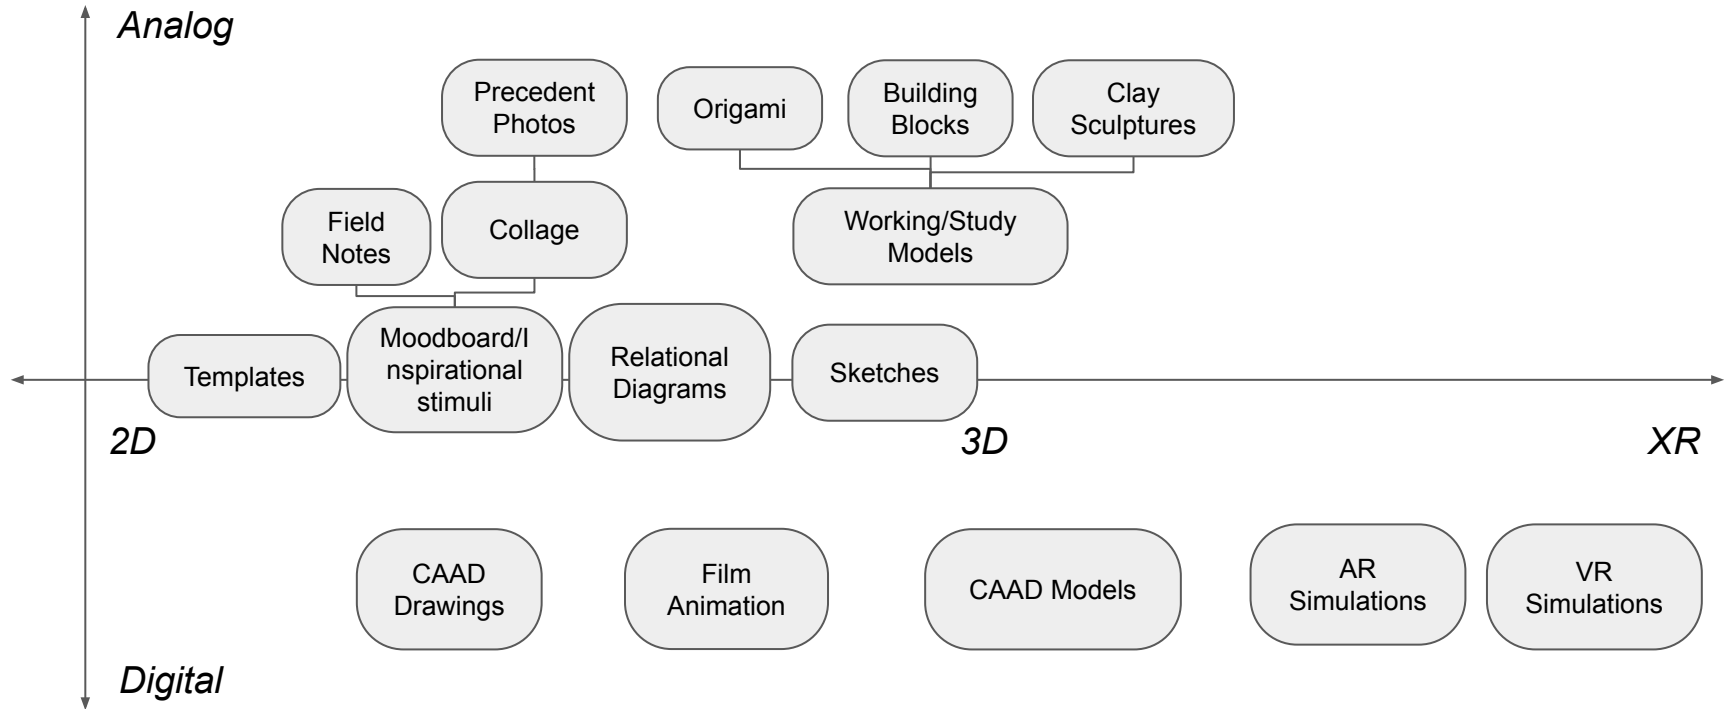 Analog
Precedent
Photos
Origami
Building
Blocks
Clay
Sculptures
Field
Notes
Collage
Working/Study
Models
Templates
Moodboard/I
nspirational
stimuli
Relational
Diagrams
Sketches
2D
3D
XR
CAAD
Drawings
Film
Animation
CAAD Models
AR
Simulations
VR
Simulations
Digital